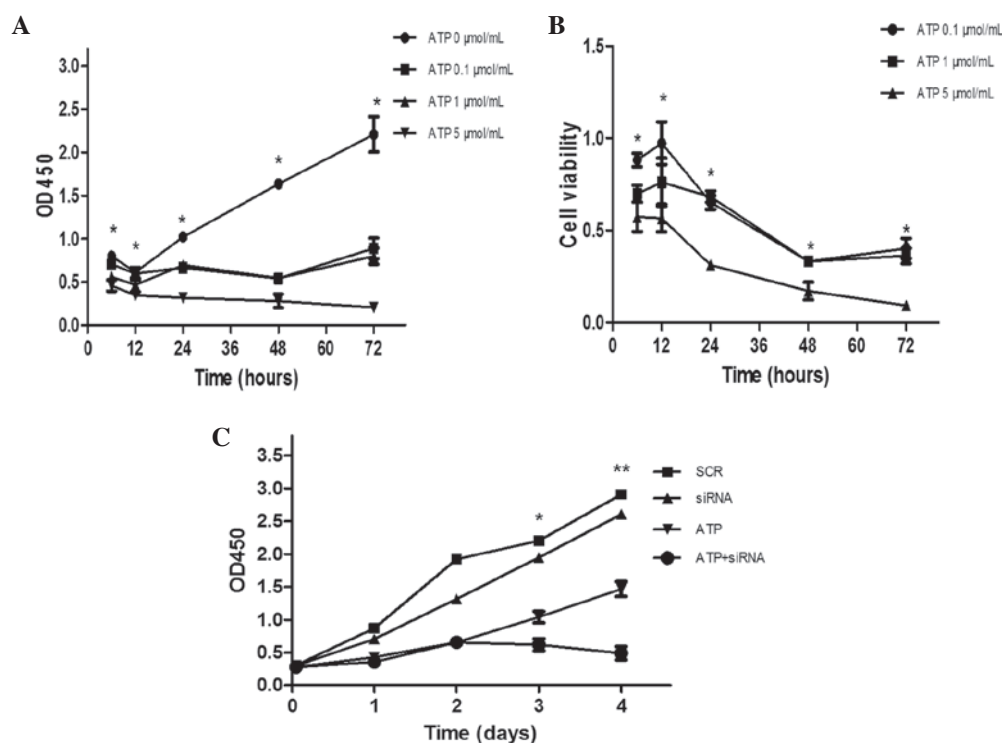 A
ATP 0 µmol/mL
ATP 0.1 µmol/mL
ATP 1 µmol/mL
ATP 5 µmol/mL
3.0
2.5
2.0
1.5
1.0
0.5
0.0
OD450
* * * * *
0 12 24 36 48 60 72
Time (hours)
B
ATP 0.1 µmol/mL
ATP 1 µmol/mL
ATP 5 µmol/mL
1.5
1.0
0.5
0.0
Cell viability
* * * * *
0 12 24 36 48 60 72
Time (hours)
C
SCR
siRNA
ATP
ATP+siRNA
3.5
3.0
2.5
2.0
1.5
1.0
0.5
0.0
OD450
* **
0 1 2 3 4
Time (days)